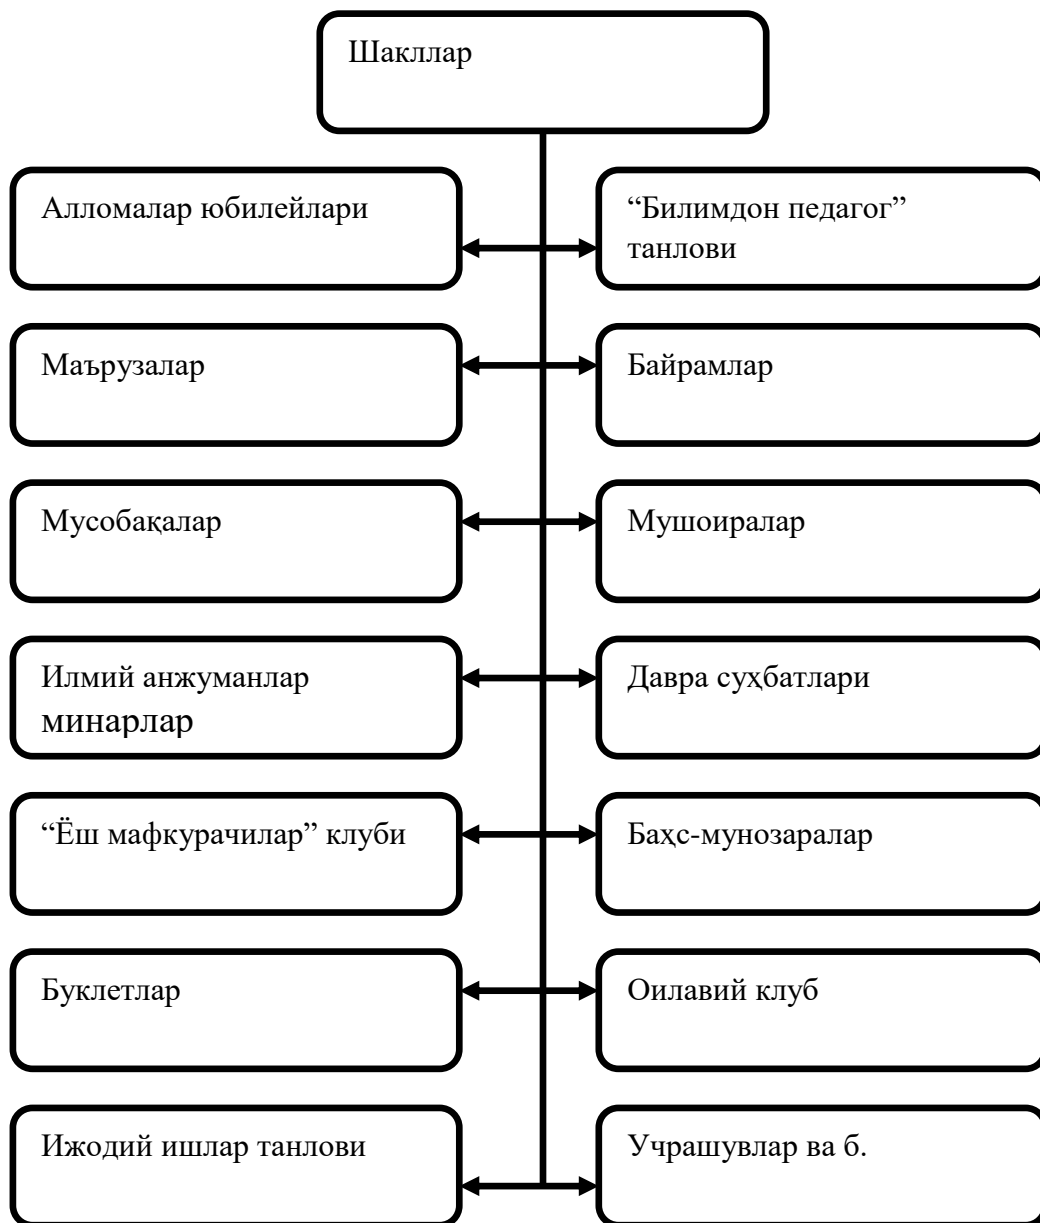 Шакллар
Алломалар юбилейлари
“Билимдон педагог”
танлови
Маърузалар
Байрамлар
Мусобақалар
Мушоиралар
Илмий анжуманлар
минарлар
Давра суҳбатлари
“Ёш мафкурачилар” клуби
Баҳс-мунозаралар
Буклетлар
Оилавий клуб
Ижодий ишлар танлови
Учрашувлар ва б.